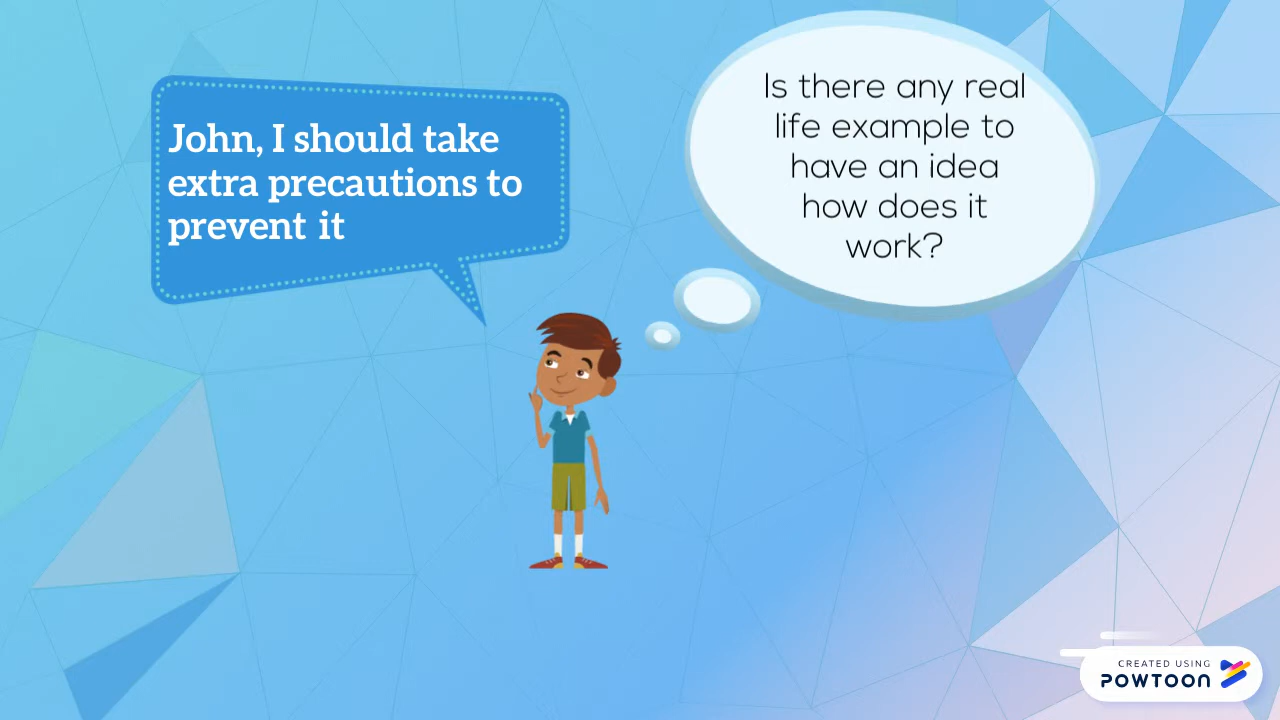 John, I should take
extra precautions to
prevent it
Is there any real
life example to
have an idea
how does it
work?
CREATED USING
POWTOON